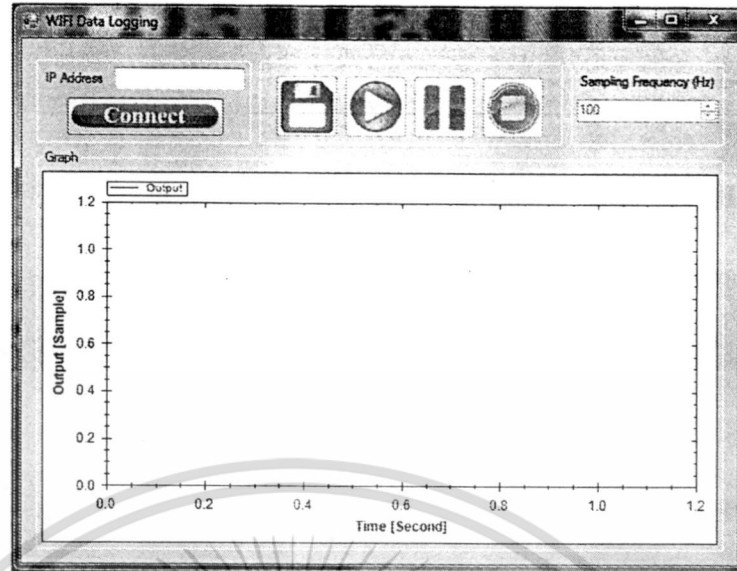 WIFI Data Logging
IP Address
Connect
Sampling Frequency (Hz)
100
Graph
Output
1.2
1.0
0.8
0.6
0.4
0.2
0.0
Output [Sample]
0.0 0.2 0.4 0.6 0.8 1.0 1.2
Time [Second]